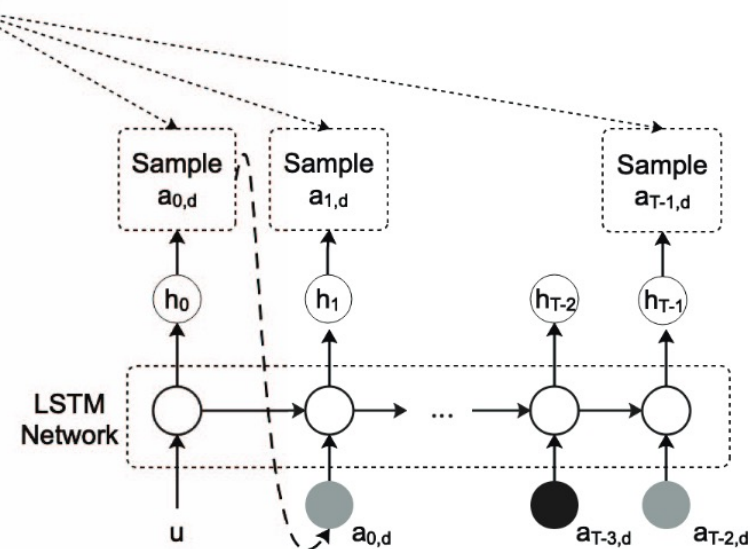 Sample
a0,d
Sample
a1,d
Sample
aT-1,d
h0
h1
hT-2
hT-1
LSTM
Network
...
u
a0,d
aT-3,d
aT-2,d